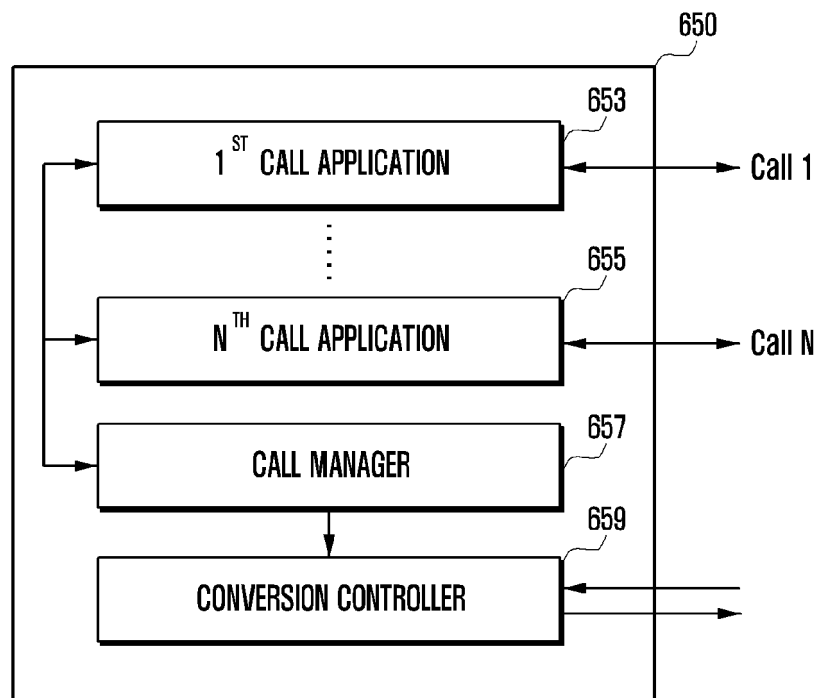 650
653
1ST CALL APPLICATION
Call 1
655
NTH CALL APPLICATION
Call N
657
CALL MANAGER
659
CONVERSION CONTROLLER